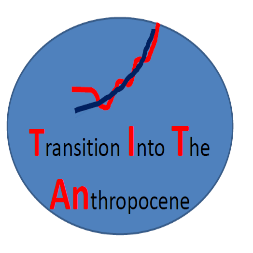 Transition Into The
Anthropocene